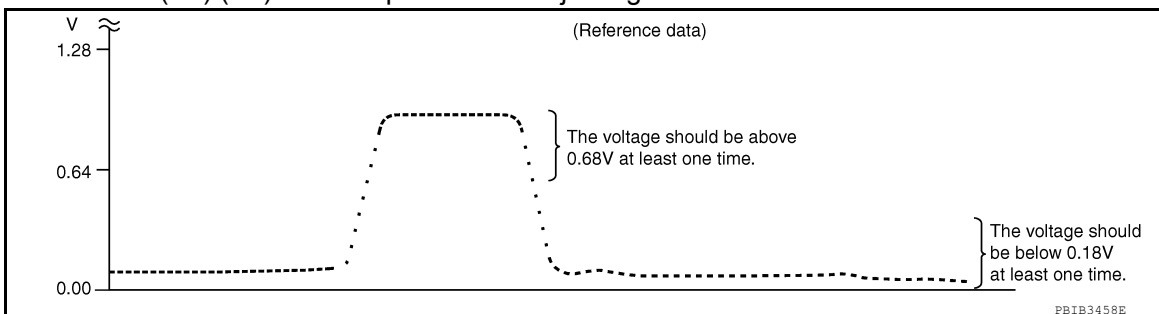 V
(Reference data)
1.28
The voltage should be above
0.68V at least one time.
0.64
The voltage should
be below 0.18V
at least one time.
0.00
PBIB3458E